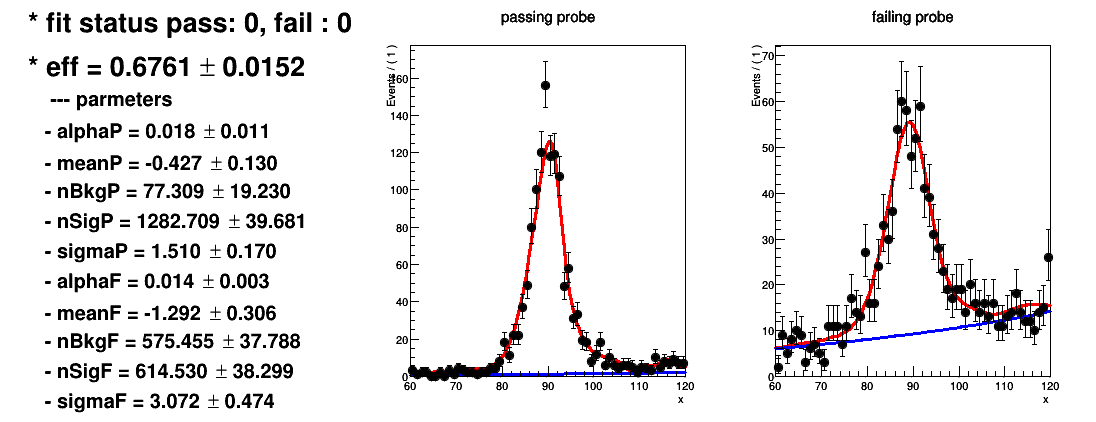 * fit status pass: 0, fail : 0
* eff = 0.6761 ± 0.0152
--- parmeters
- alphaP = 0.018 ± 0.011
- meanP = -0.427 ± 0.130
- nBkgP = 77.309 ± 19.230
- nSigP = 1282.709 ± 39.681
- sigmaP = 1.510 ± 0.170
- alphaF = 0.014 ± 0.003
- meanF = -1.292 ± 0.306
- nBkgF = 575.455 ± 37.788
- nSigF = 614.530 ± 38.299
- sigmaF = 3.072 ± 0.474
passing probe
Events / ( 1 )
160
140
120
100
80
60
40
20
0
60 70 80 90 100 110 120
x
failing probe
Events / ( 1 )
70
60
50
40
30
20
10
0
60 70 80 90 100 110 120
x